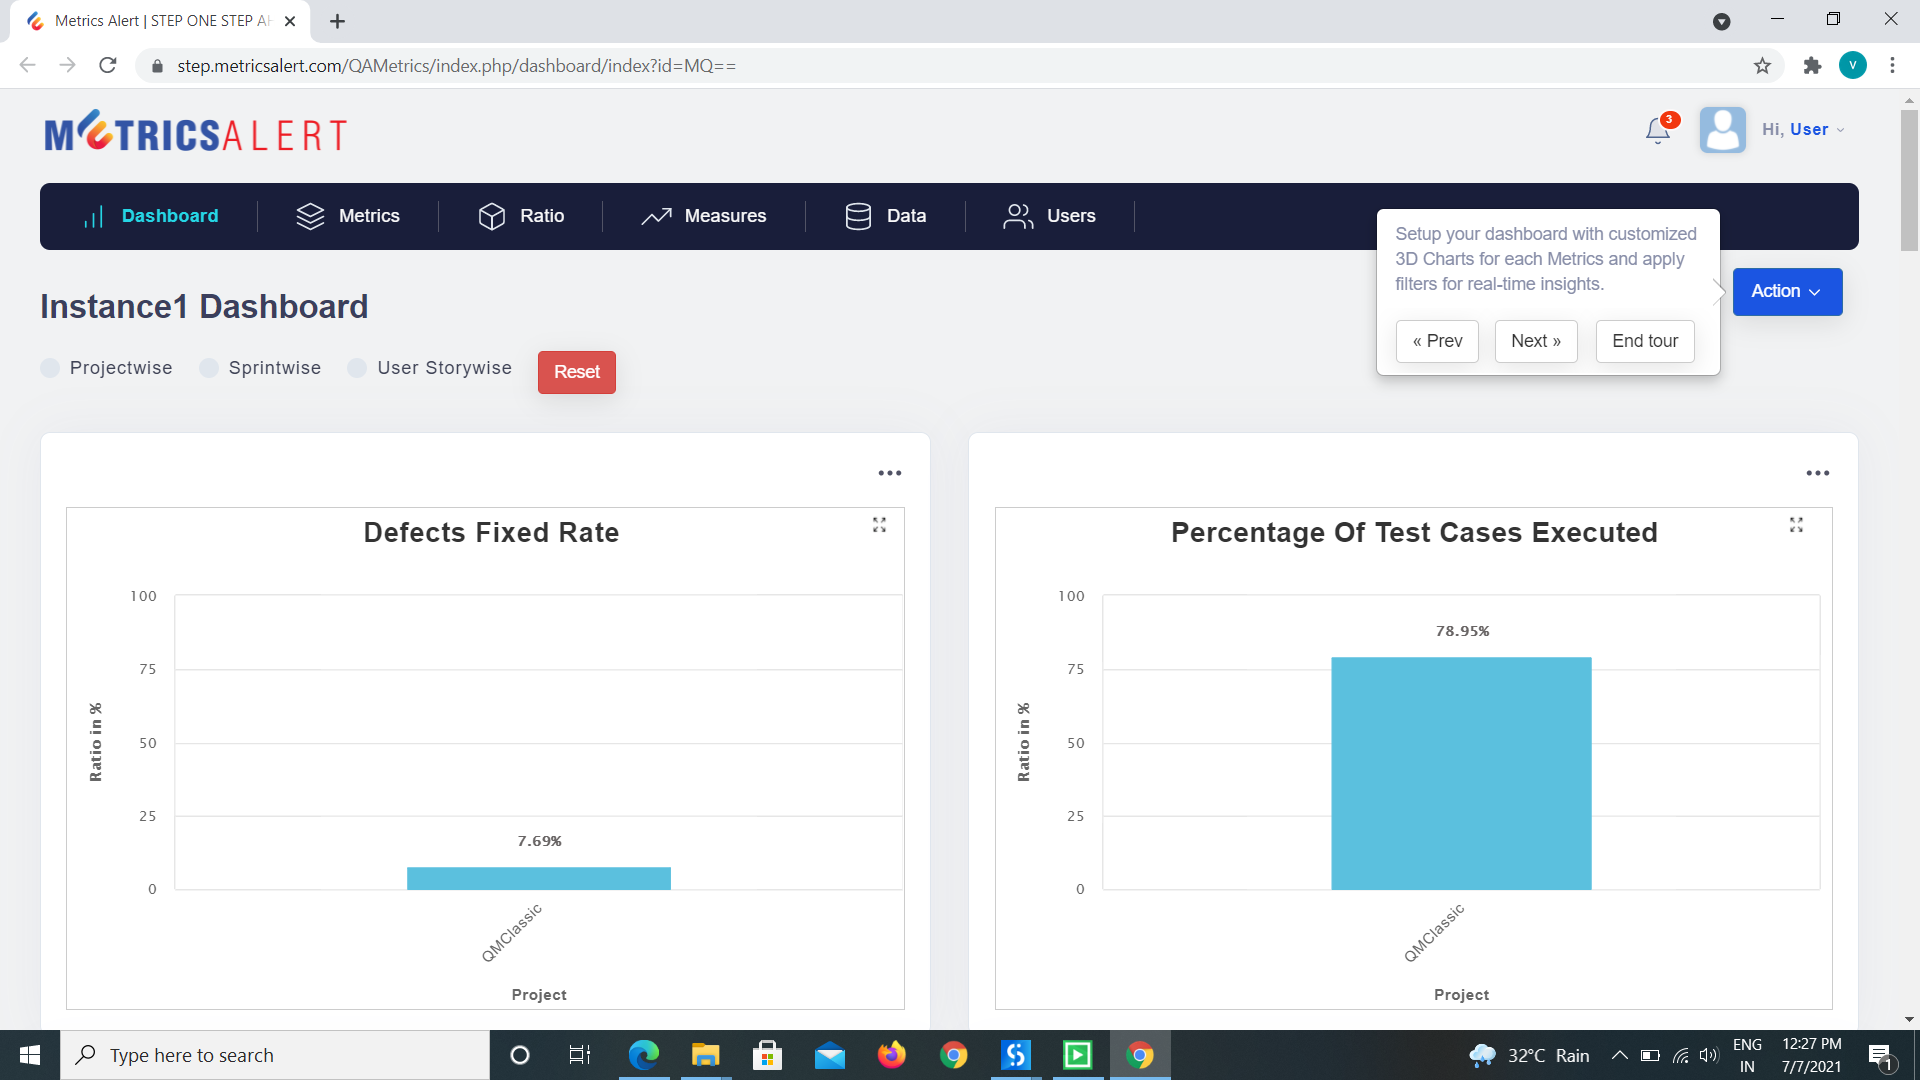 Metrics Alert | STEP ONE STEP AH
step.metricsalert.com/QAMetrics/index.php/dashboard/index?id=MQ==
V
METRICSALERT
3
Hi, User
Dashboard
Metrics
Ratio
Measures
Data
Users
Setup your dashboard with customized
3D Charts for each Metrics and apply
filters for real-time insights.
« Prev
Next »
End tour
Action
Instance1 Dashboard
Projectwise
Sprintwise
User Storywise
Reset
Defects Fixed Rate
100
75
50
25
0
Ratio in %
7.69%
QMClassic
Project
Percentage Of Test Cases Executed
100
75
50
25
0
Ratio in %
78.95%
QMClassic
Project
Type here to search
32°C Rain
ENG
IN
12:27 PM
7/7/2021
1